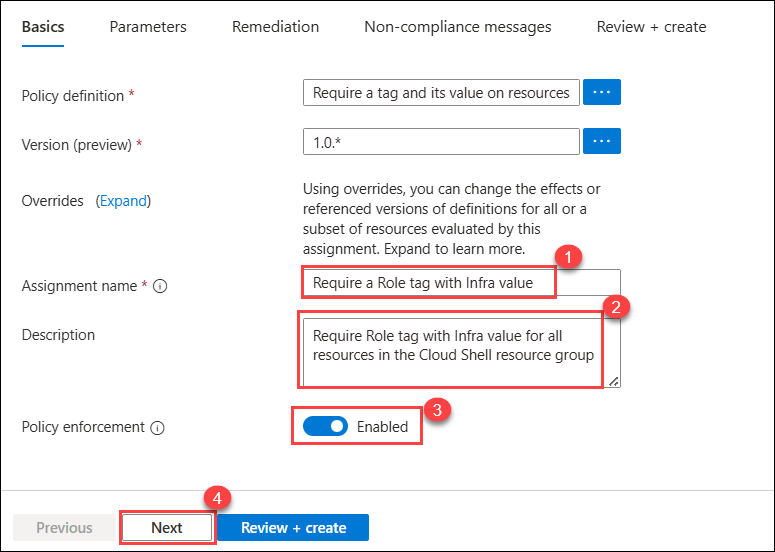 Basics Parameters Remediation Non-compliance messages Review + create
Policy definition * Require a tag and its value on resources ...
Version (preview) * 1.0.* ...
Overrides (Expand) Using overrides, you can change the effects or
referenced versions of definitions for all or a
subset of resources evaluated by this
assignment. Expand to learn more.
1
Assignment name * Require a Role tag with Infra value
2
Description Require Role tag with Infra value for all
resources in the Cloud Shell resource group
3
Policy enforcement Enabled
4
Previous Next Review + create